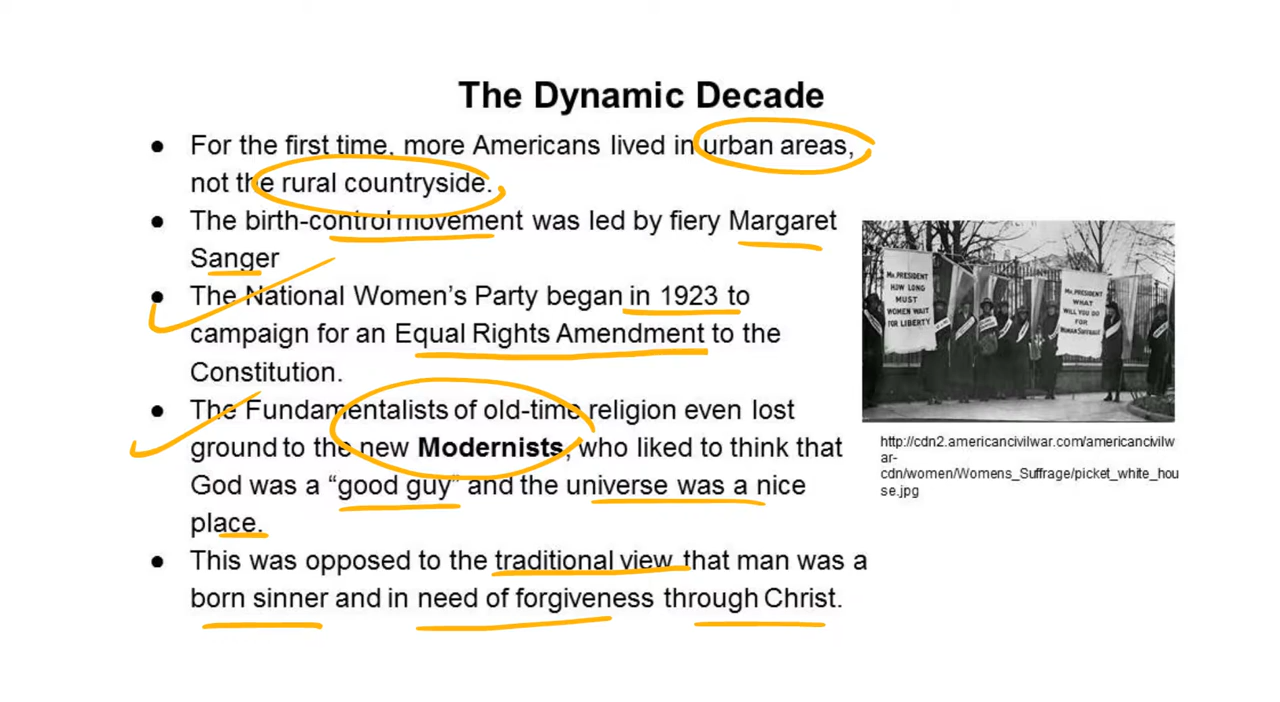 The Dynamic Decade
● For the first time, more Americans lived in urban areas,
not the rural countryside.
● The birth-control movement was led by fiery Margaret
Sanger
● The National Women's Party began in 1923 to
campaign for an Equal Rights Amendment to the
Constitution.
● The Fundamentalists of old-time religion even lost
ground to the new Modernists, who liked to think that
God was a “good guy” and the universe was a nice
place.
● This was opposed to the traditional view that man was a
born sinner and in need of forgiveness through Christ.
MR. PRESIDENT
HOW LONG
MUST
WOMEN WAIT
FOR LIBERTY
MR. PRESIDENT
WHAT
WILL YOU DO
FOR
WOMAN SUFFRAGE
http://cdn2.americancivilwar.com/americancivilw
ar-
cdn/women/Womens_Suffrage/picket_white_hou
se.jpg